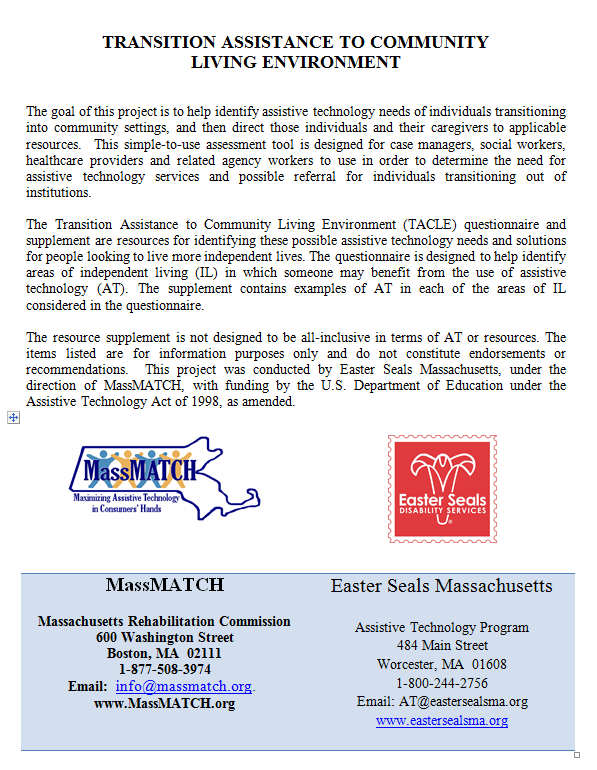 TRANSITION ASSISTANCE TO COMMUNITY
LIVING ENVIRONMENT
The goal of this project is to help identify assistive technology needs of individuals transitioning
into community settings, and then direct those individuals and their caregivers to applicable
resources. This simple-to-use assessment tool is designed for case managers, social workers,
healthcare providers and related agency workers to use in order to determine the need for
assistive technology services and possible referral for individuals transitioning out of
institutions.
The Transition Assistance to Community Living Environment (TACLE) questionnaire and
supplement are resources for identifying these possible assistive technology needs and solutions
for people looking to live more independent lives. The questionnaire is designed to help identify
areas of independent living (IL) in which someone may benefit from the use of assistive
technology (AT). The supplement contains examples of AT in each of the areas of IL
considered in the questionnaire.
The resource supplement is not designed to be all-inclusive in terms of AT or resources. The
items listed are for information purposes only and do not constitute endorsements or
recommendations. This project was conducted by Easter Seals Massachusetts, under the
direction of MassMATCH, with funding by the U.S. Department of Education under the
Assistive Technology Act of 1998, as amended.
MassMATCH
Maximizing Assistive Technology
in Consumers' Hands
Easter Seals
DISABILITY SERVICES
MassMATCH
Massachusetts Rehabilitation Commission
600 Washington Street
Boston, MA 02111
1-877-508-3974
Email: info@massmatch.org.
www.MassMATCH.org
Easter Seals Massachusetts
Assistive Technology Program
484 Main Street
Worcester, MA 01608
1-800-244-2756
Email: AT@eastersealsma.org
www.eastersealsma.org